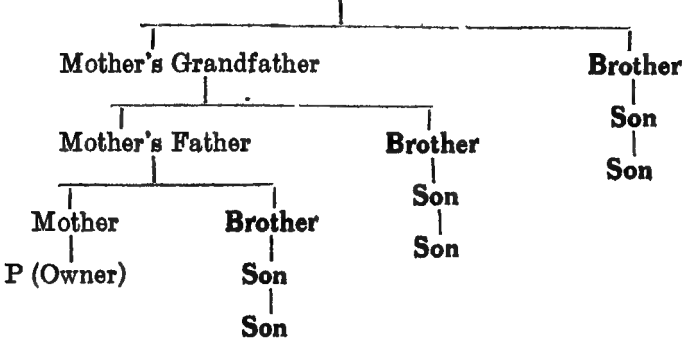 Mother's Grandfather Brother
Son
Mother's Father Brother Son
Son
Mother Brother Son
P (Owner) Son
Son